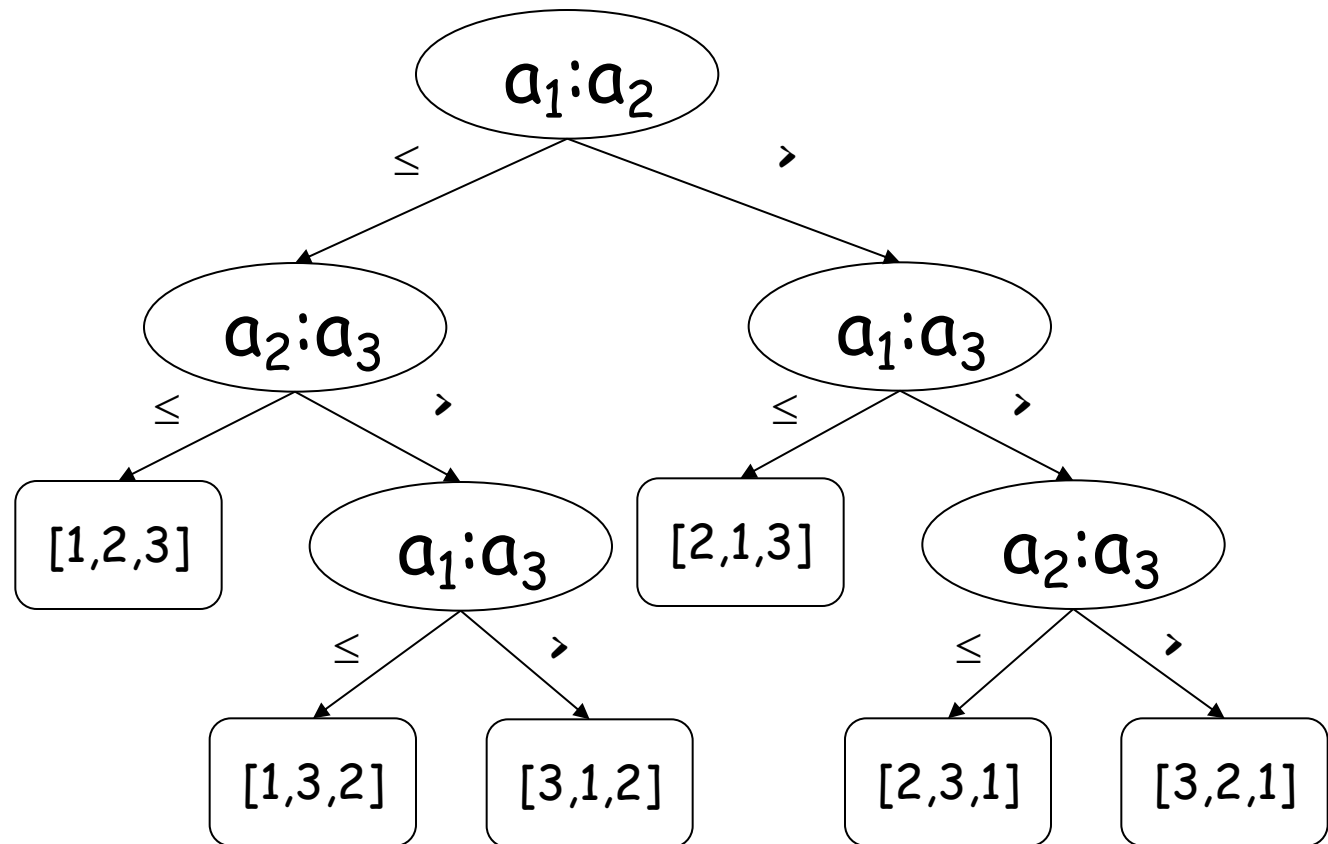 a₁:a₂
≤ >
a₂:a₃ a₁:a₃
≤ > ≤ >
[1,2,3] a₁:a₃ [2,1,3] a₂:a₃
≤ > ≤ >
[1,3,2] [3,1,2] [2,3,1] [3,2,1]